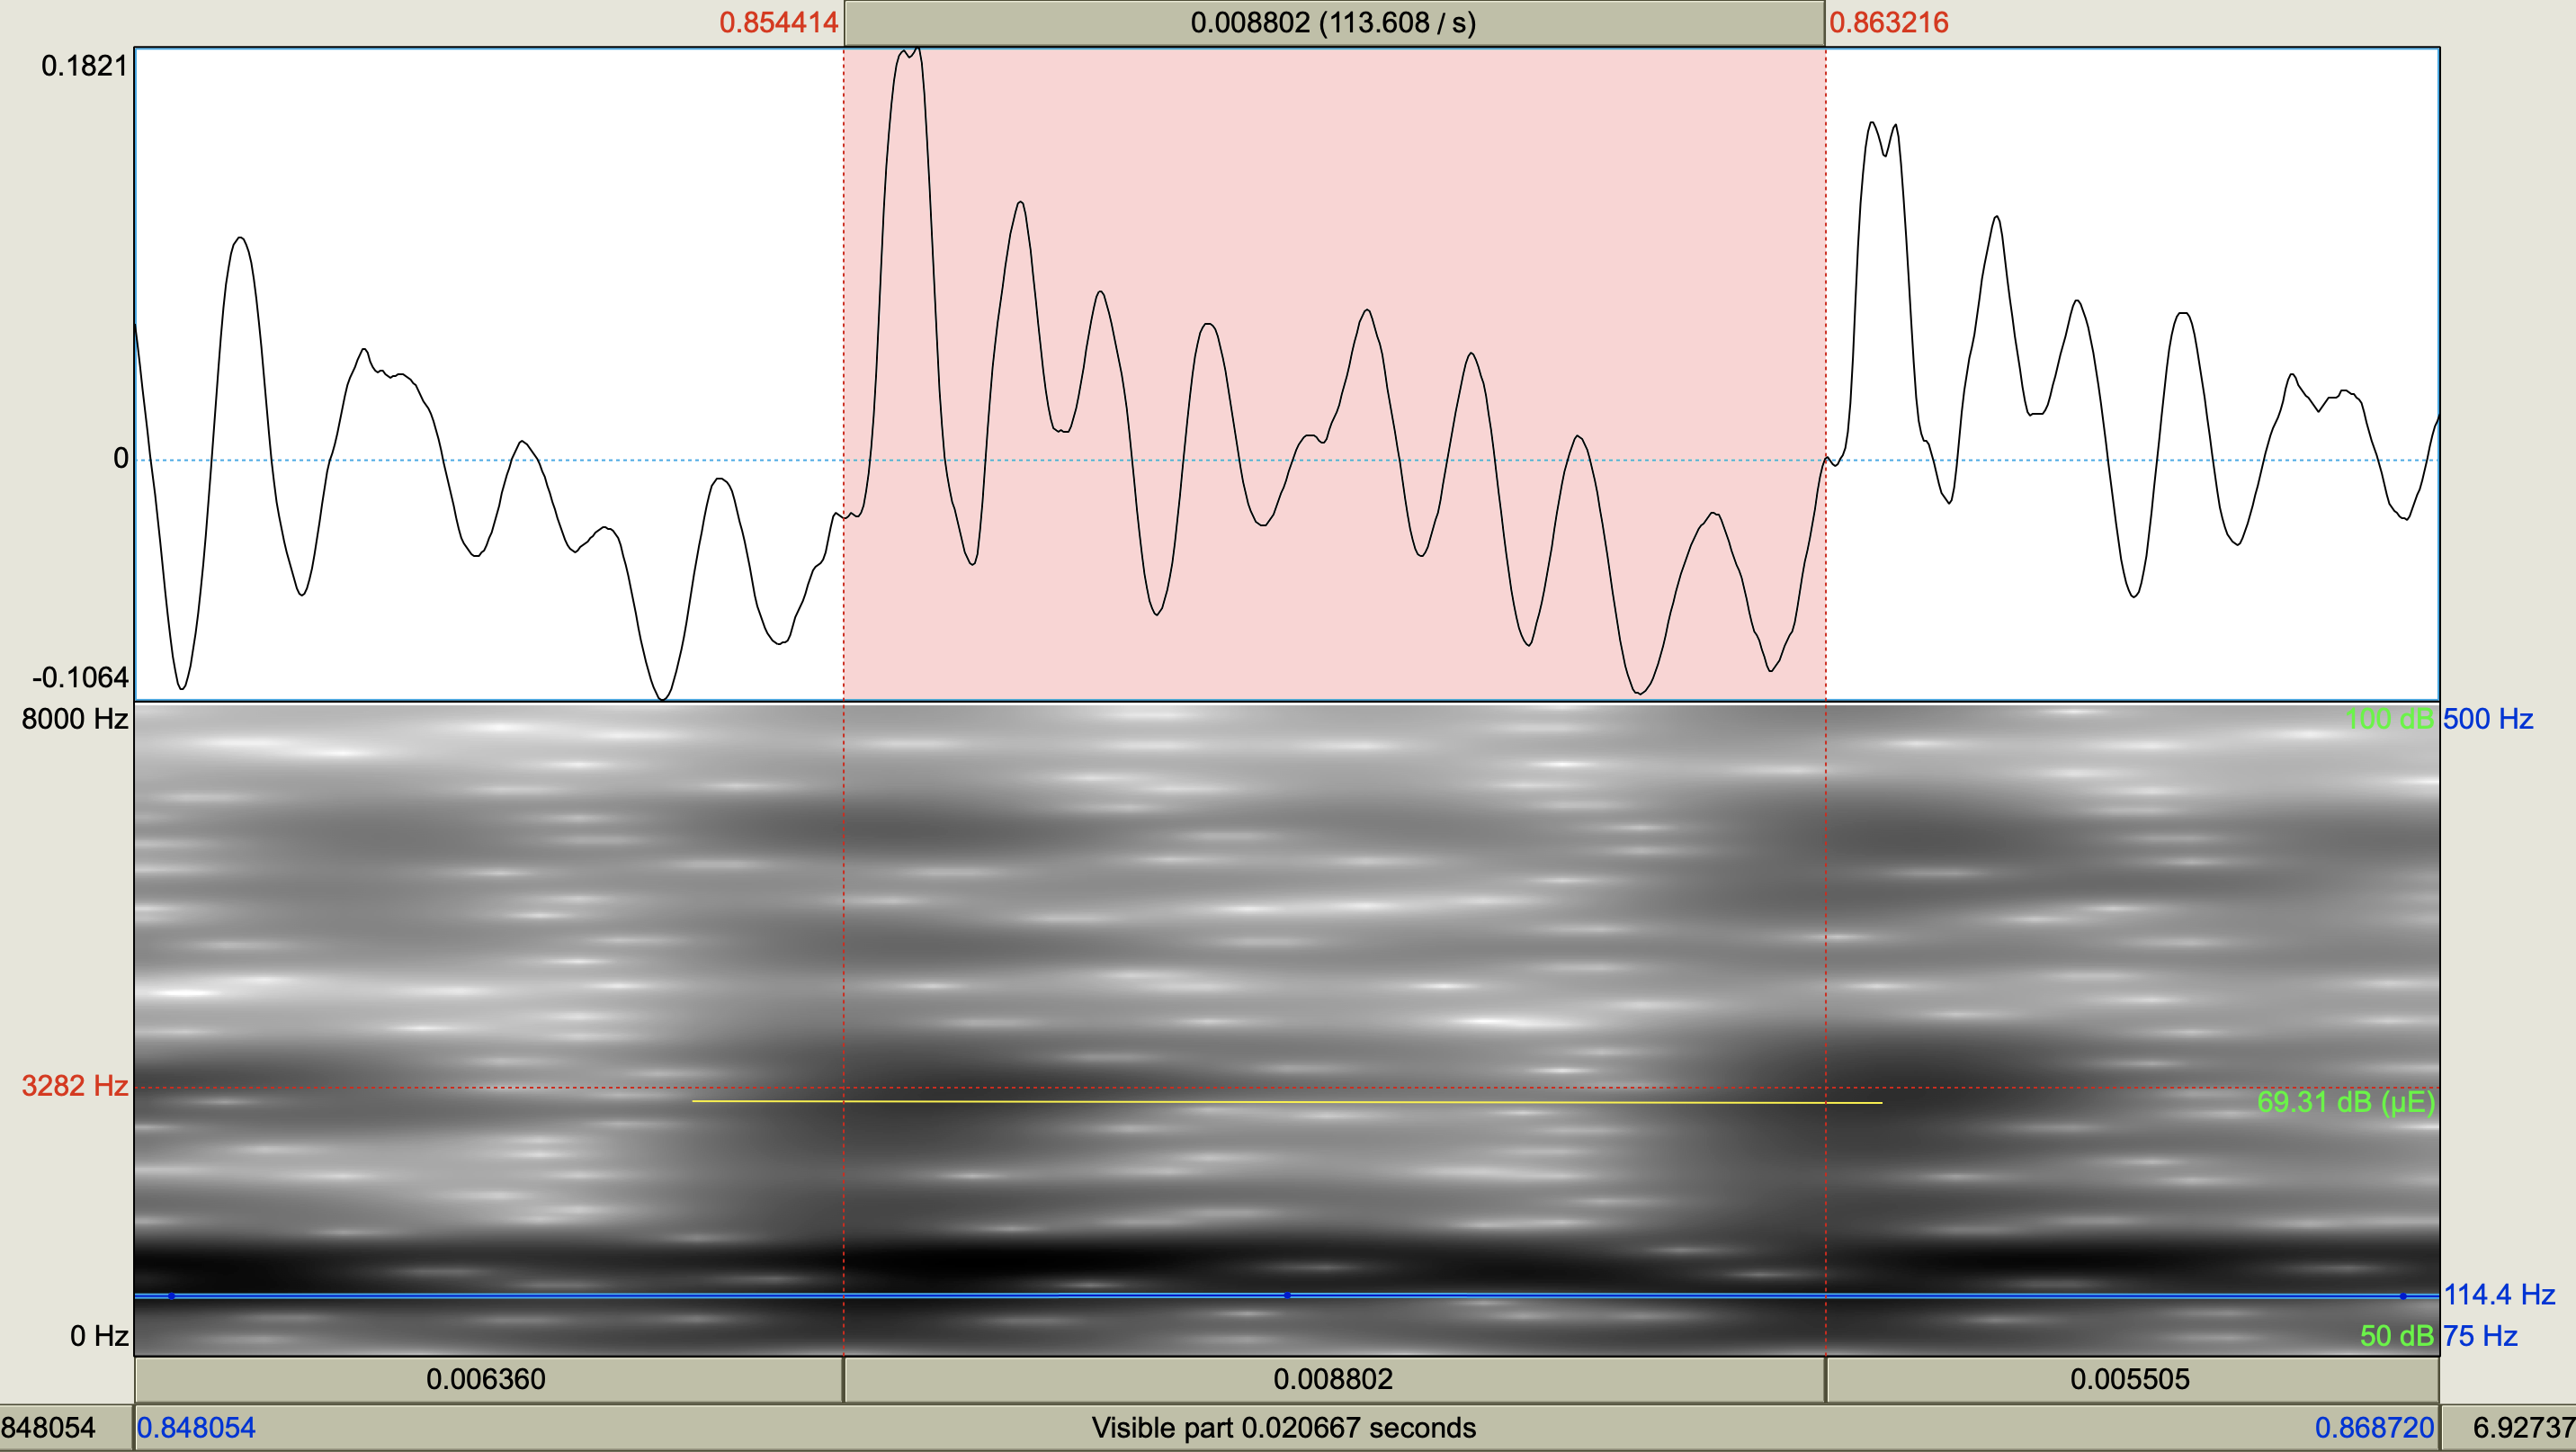 0.854414 0.008802 (113.608 / s) 0.863216
0.1821
0
-0.1064
8000 Hz 100 dB 500 Hz
3282 Hz
69.31 dB (µE)
114.4 Hz
0 Hz 50 dB 75 Hz
0.006360 0.008802 0.005505
848054 0.848054 Visible part 0.020667 seconds 0.868720 6.92737